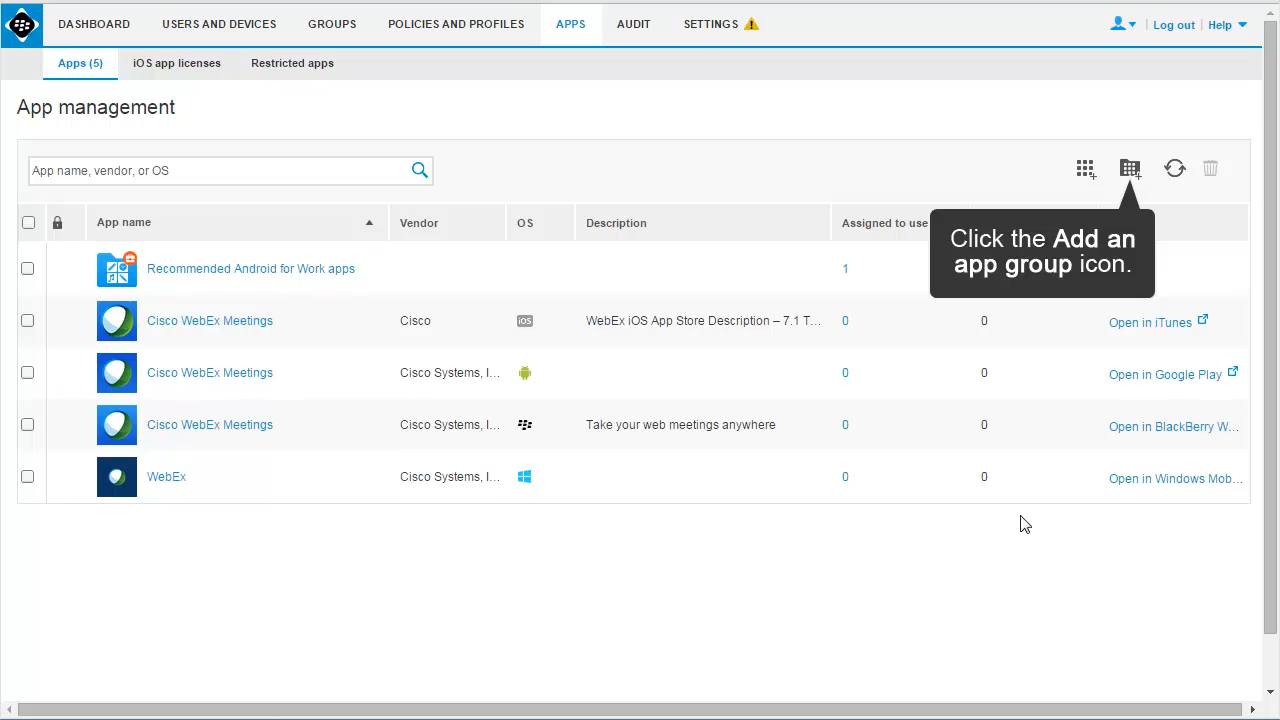 DASHBOARD USERS AND DEVICES GROUPS POLICIES AND PROFILES APPS AUDIT SETTINGS Log out Help
Apps (5) iOS app licenses Restricted apps
App management
App name, vendor, or OS
Click the Add an
app group icon.
App name Vendor OS Description Assigned to use
Recommended Android for Work apps 1
Cisco WebEx Meetings Cisco iOS WebEx iOS App Store Description – 7.1 T... 0 0 Open in iTunes
Cisco WebEx Meetings Cisco Systems, I... 0 0 Open in Google Play
Cisco WebEx Meetings Cisco Systems, I... Take your web meetings anywhere 0 0 Open in BlackBerry W...
WebEx Cisco Systems, I... 0 0 Open in Windows Mob...